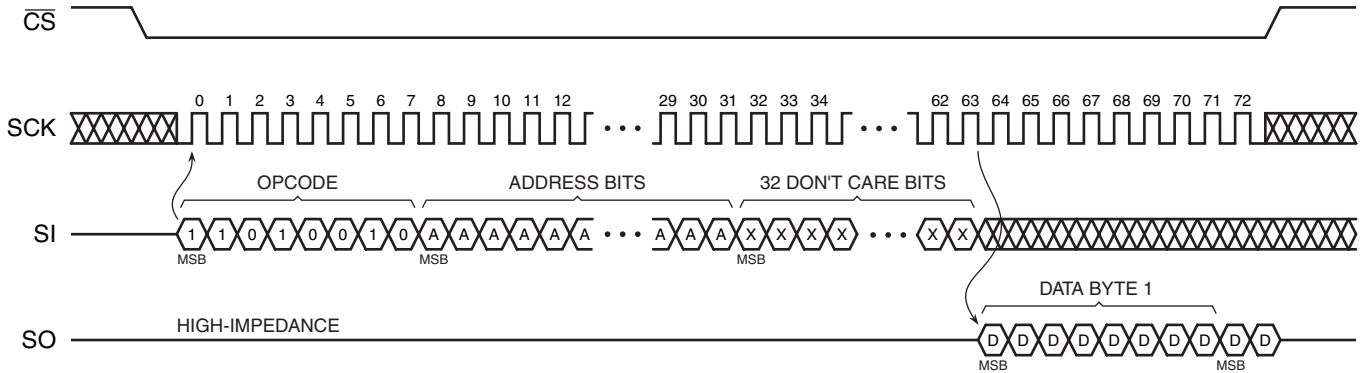 CS
0 1 2 3 4 5 6 7 8 9 10 11 12 29 30 31 32 33 34 62 63 64 65 66 67 68 69 70 71 72
SCK
OPCODE ADDRESS BITS 32 DON'T CARE BITS
SI 1 1 0 1 0 0 1 0 A A A A A A A A A X X X X X X
MSB MSB MSB
DATA BYTE 1
HIGH-IMPEDANCE
SO D D D D D D D D D D
MSB MSB